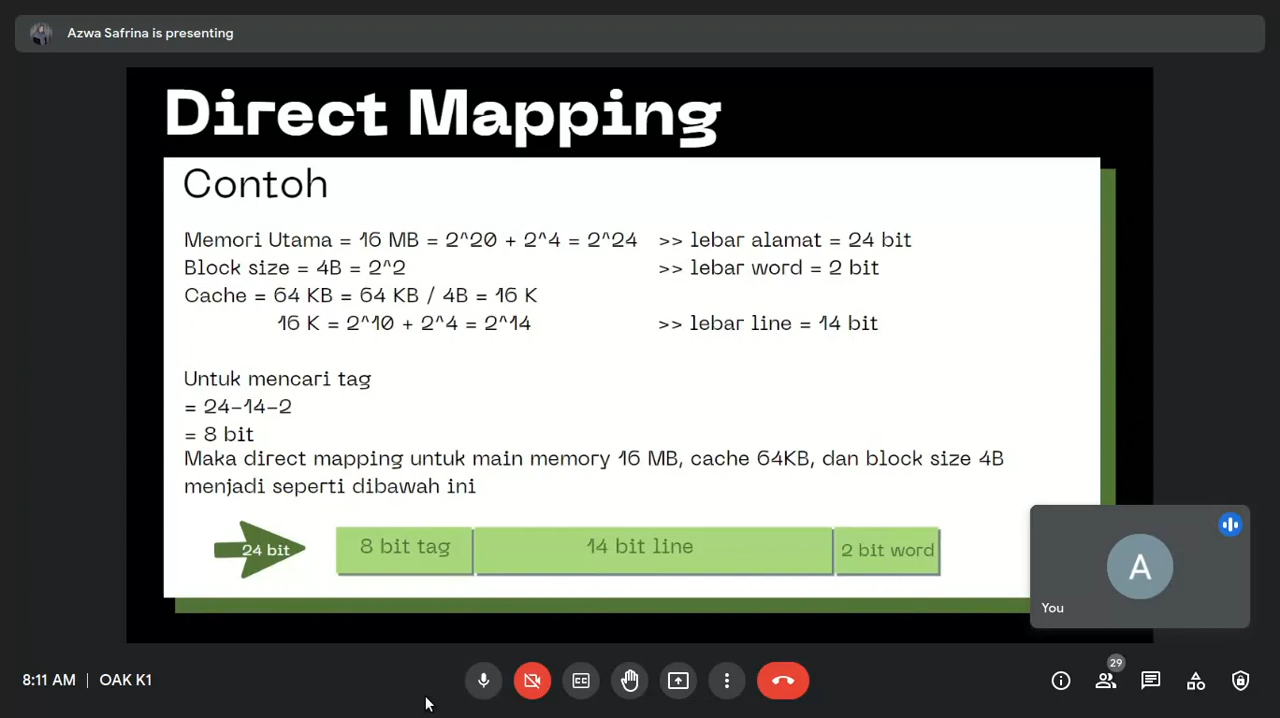 Azwa Safrina is presenting
Direct Mapping
Contoh
Memori Utama = 16 MB = 2^20 + 2^4 = 2^24 >> lebar alamat = 24 bit
Block size = 4B = 2^2 >> lebar word = 2 bit
Cache = 64 KB = 64 KB / 4B = 16 K
16 K = 2^10 + 2^4 = 2^14 >> lebar line = 14 bit
Untuk mencari tag
= 24-14-2
= 8 bit
Maka direct mapping untuk main memory 16 MB, cache 64KB, dan block size 4B
menjadi seperti dibawah ini
24 bit 8 bit tag 14 bit line 2 bit word
A
You
8:11 AM | OAK K1
CC
29